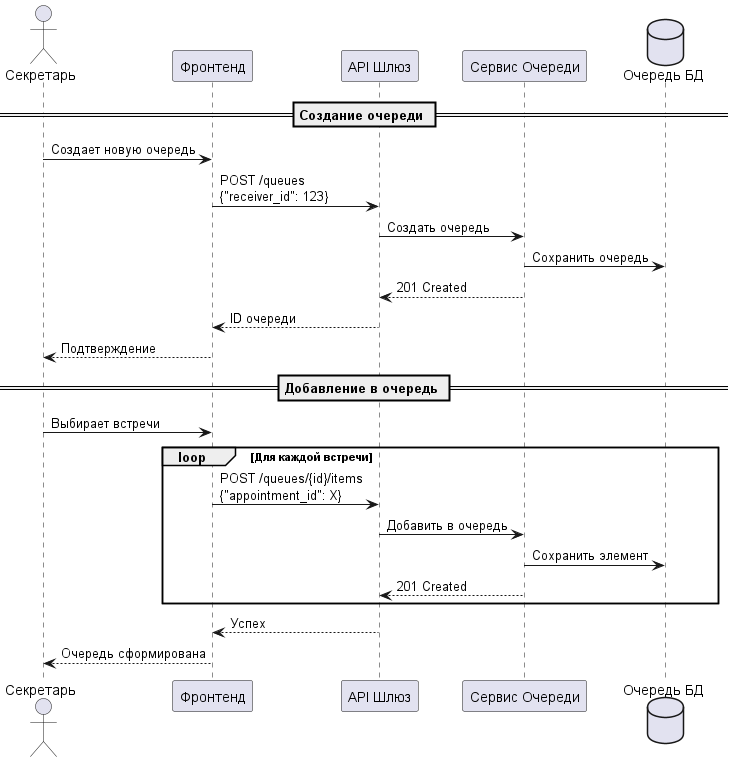 Секретарь
Фронтенд
API Шлюз
Сервис Очереди
Очередь БД
Создание очереди
Создает новую очередь
POST /queues
{"receiver_id": 123}
Создать очередь
Сохранить очередь
201 Created
ID очереди
Подтверждение
Добавление в очередь
Выбирает встречи
loop
[Для каждой встречи]
POST /queues/{id}/items
{"appointment_id": X}
Добавить в очередь
Сохранить элемент
201 Created
Успех
Очередь сформирована
Секретарь
Фронтенд
API Шлюз
Сервис Очереди
Очередь БД